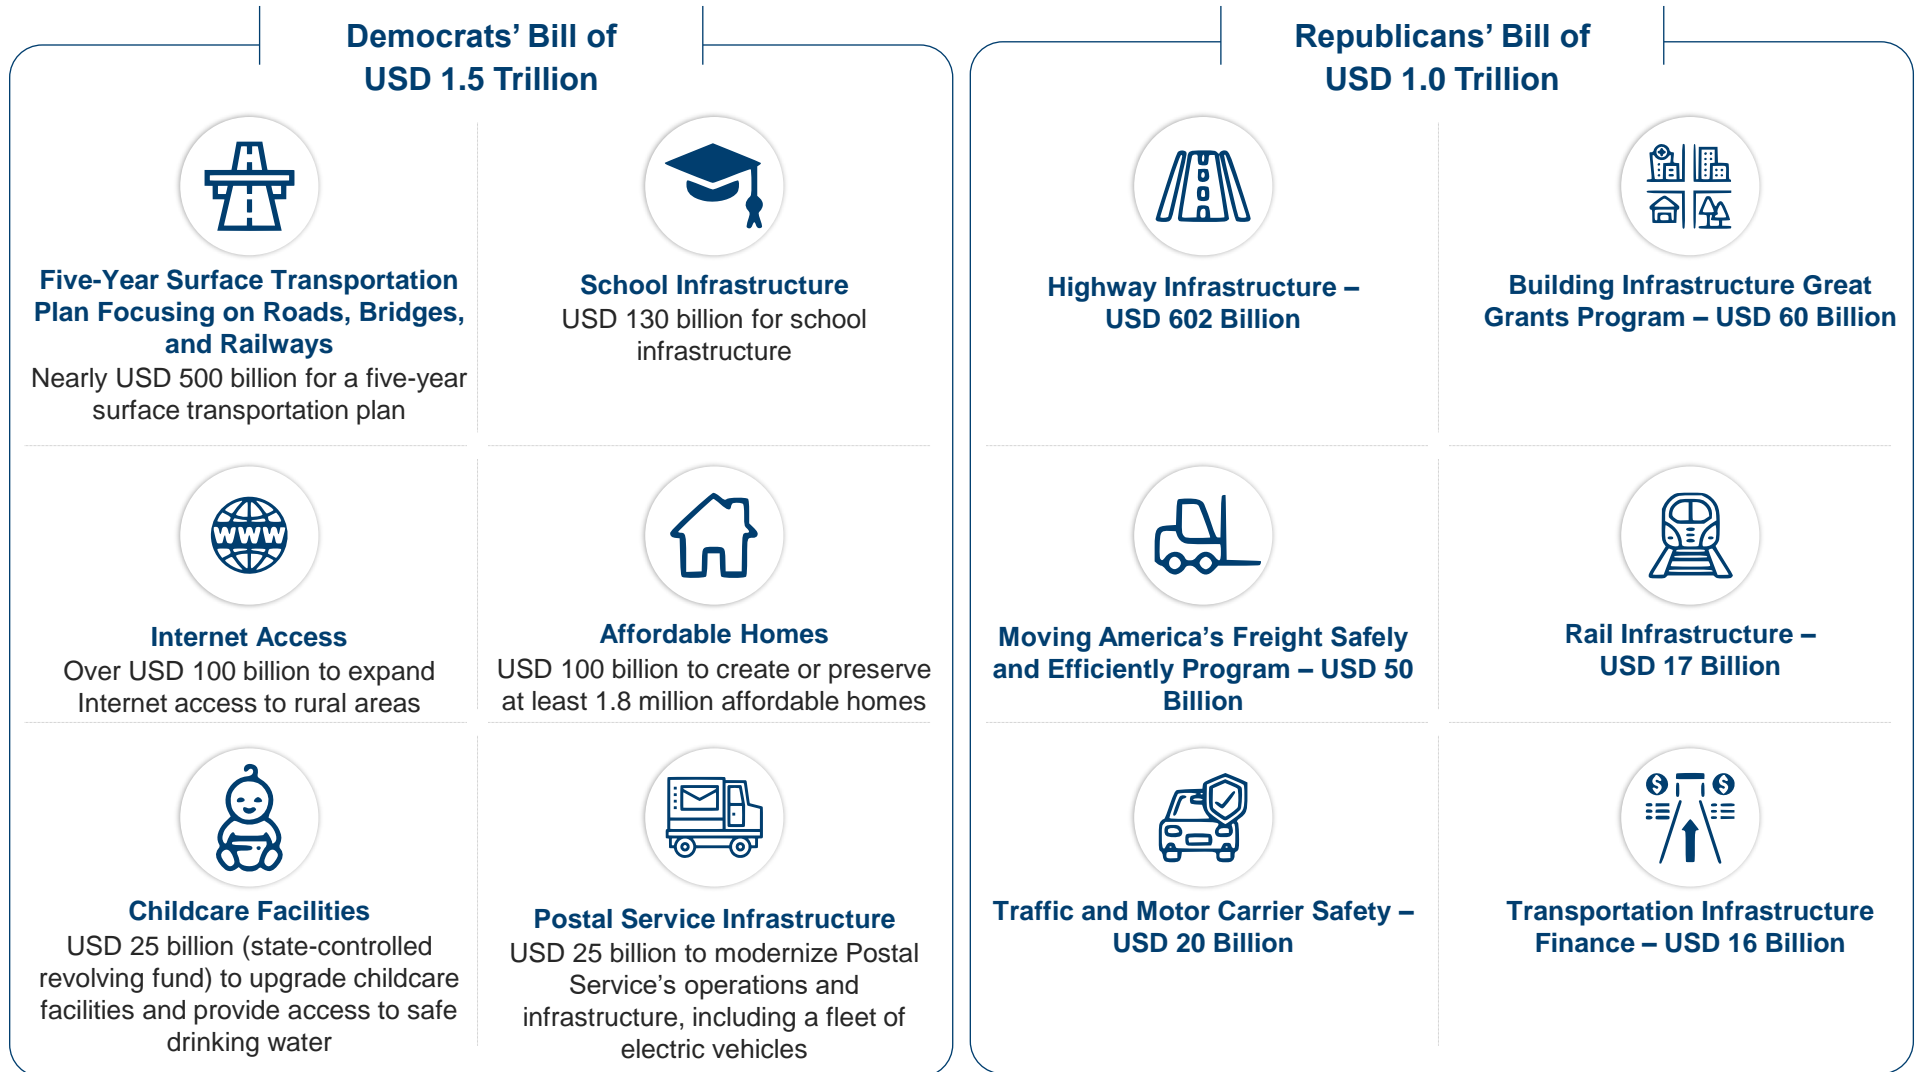 Democrats’ Bill of
USD 1.5 Trillion
Five-Year Surface Transportation
Plan Focusing on Roads, Bridges,
and Railways
Nearly USD 500 billion for a five-year
surface transportation plan
School Infrastructure
USD 130 billion for school
infrastructure
WWW
Internet Access
Over USD 100 billion to expand
Internet access to rural areas
Affordable Homes
USD 100 billion to create or preserve
at least 1.8 million affordable homes
Childcare Facilities
USD 25 billion (state-controlled
revolving fund) to upgrade childcare
facilities and provide access to safe
drinking water
Postal Service Infrastructure
USD 25 billion to modernize Postal
Service’s operations and
infrastructure, including a fleet of
electric vehicles
Republicans’ Bill of
USD 1.0 Trillion
Highway Infrastructure –
USD 602 Billion
Building Infrastructure Great
Grants Program – USD 60 Billion
Moving America’s Freight Safely
and Efficiently Program – USD 50
Billion
Rail Infrastructure –
USD 17 Billion
Traffic and Motor Carrier Safety –
USD 20 Billion
$ $
Transportation Infrastructure
Finance – USD 16 Billion